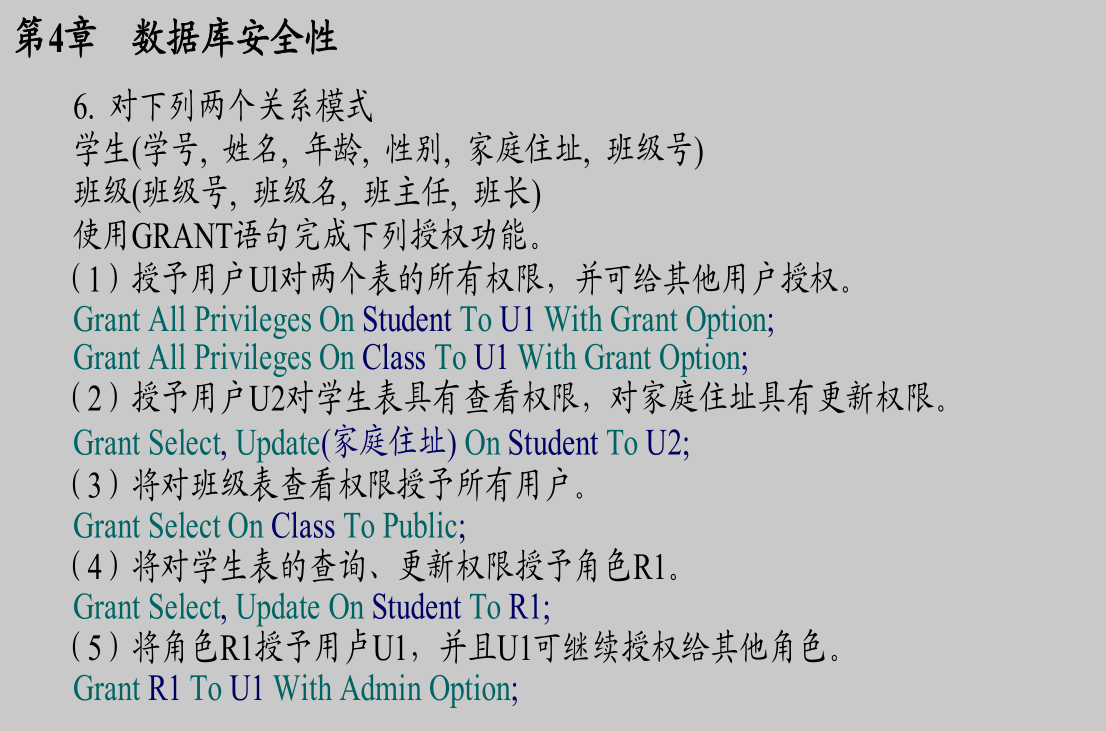 第4章 数据库安全性
6. 对下列两个关系模式
学生(学号, 姓名, 年龄, 性别, 家庭住址, 班级号)
班级(班级号, 班级名, 班主任, 班长)
使用GRANT语句完成下列授权功能。
（1）授予用户Ul对两个表的所有权限，并可给其他用户授权。
Grant All Privileges On Student To U1 With Grant Option;
Grant All Privileges On Class To U1 With Grant Option;
（2）授予用户U2对学生表具有查看权限，对家庭住址具有更新权限。
Grant Select, Update(家庭住址) On Student To U2;
（3）将对班级表查看权限授予所有用户。
Grant Select On Class To Public;
（4）将对学生表的查询、更新权限授予角色R1。
Grant Select, Update On Student To R1;
（5）将角色R1授予用卢U1，并且U1可继续授权给其他角色。
Grant R1 To U1 With Admin Option;